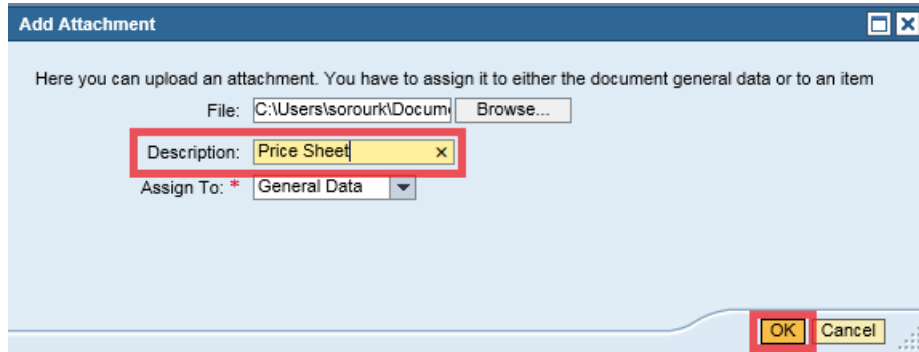 Add Attachment
Here you can upload an attachment. You have to assign it to either the document general data or to an item
File: C:\Users\sorourk\Docum Browse...
Description: Price Sheet
Assign To: * General Data
OK Cancel